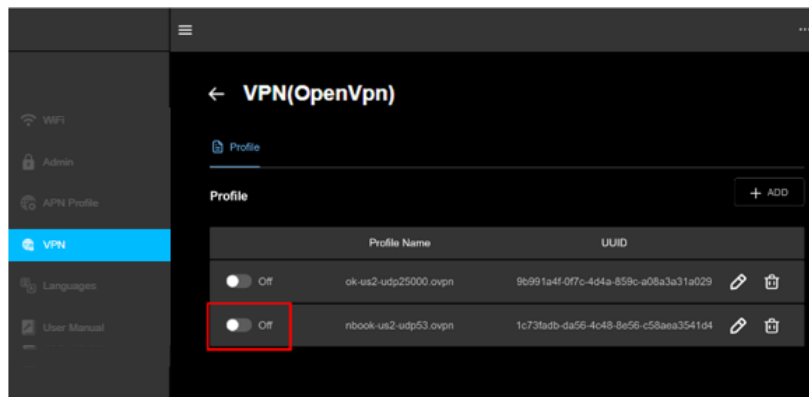 VPN(OpenVpn)
WiFi
Profile
Admin
APN Profile
Profile
+ ADD
VPN
Profile Name
UUID
Off
ok-us2-udp25000.ovpn
9b991a4f-0f7c-4d4a-859c-a08a3a31a029
Languages
Off
nbook-us2-udp53.ovpn
1c73fadb-da56-4c48-8e56-c58aea3541d4
User Manual